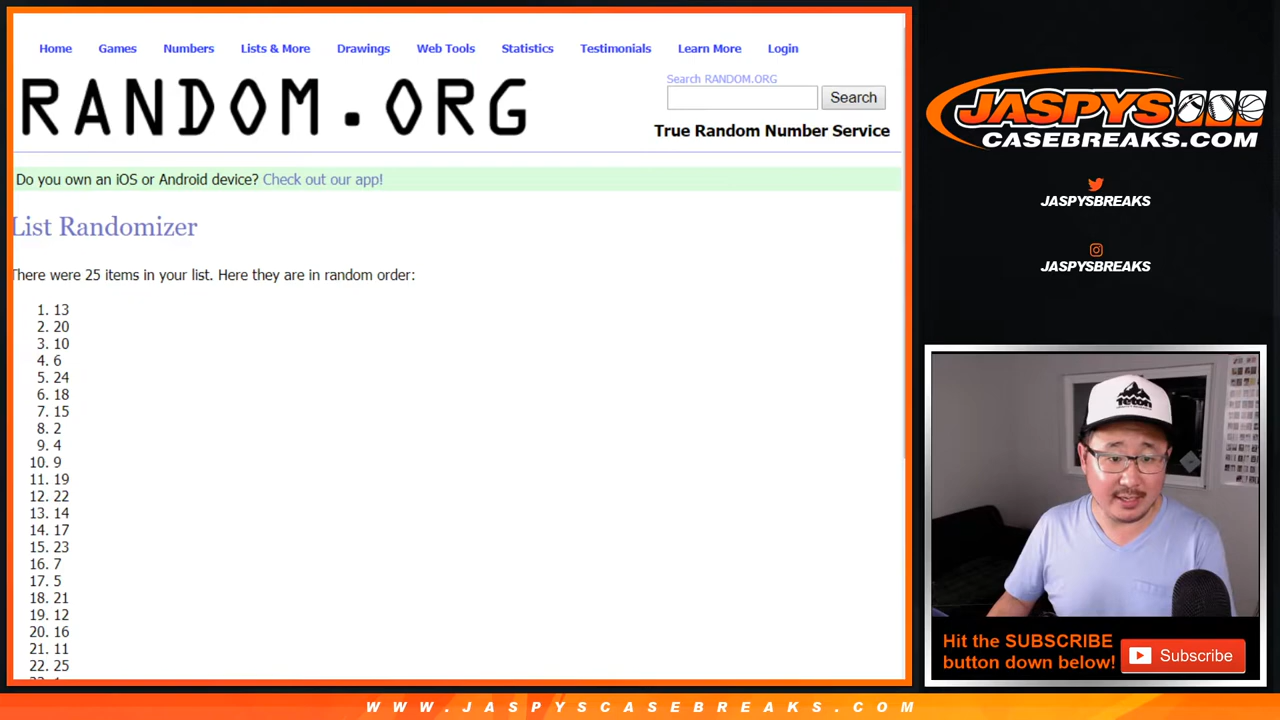 Home Games Numbers Lists & More Drawings Web Tools Statistics Testimonials Learn More Login
RANDOM.ORG
Search RANDOM.ORG
Search
True Random Number Service
Do you own an iOS or Android device? Check out our app!
List Randomizer
There were 25 items in your list. Here they are in random order:
1. 13
2. 20
3. 10
4. 6
5. 24
6. 18
7. 15
8. 2
9. 4
10. 9
11. 19
12. 22
13. 14
14. 17
15. 23
16. 7
17. 5
18. 21
19. 12
20. 16
21. 11
22. 25
JASPYS
CASEBREAKS.COM
JASPYSBREAKS
JASPYSBREAKS
Teton
Hit the SUBSCRIBE
button down below!
Subscribe
WWW.JASPYSCASEBREAKS.COM